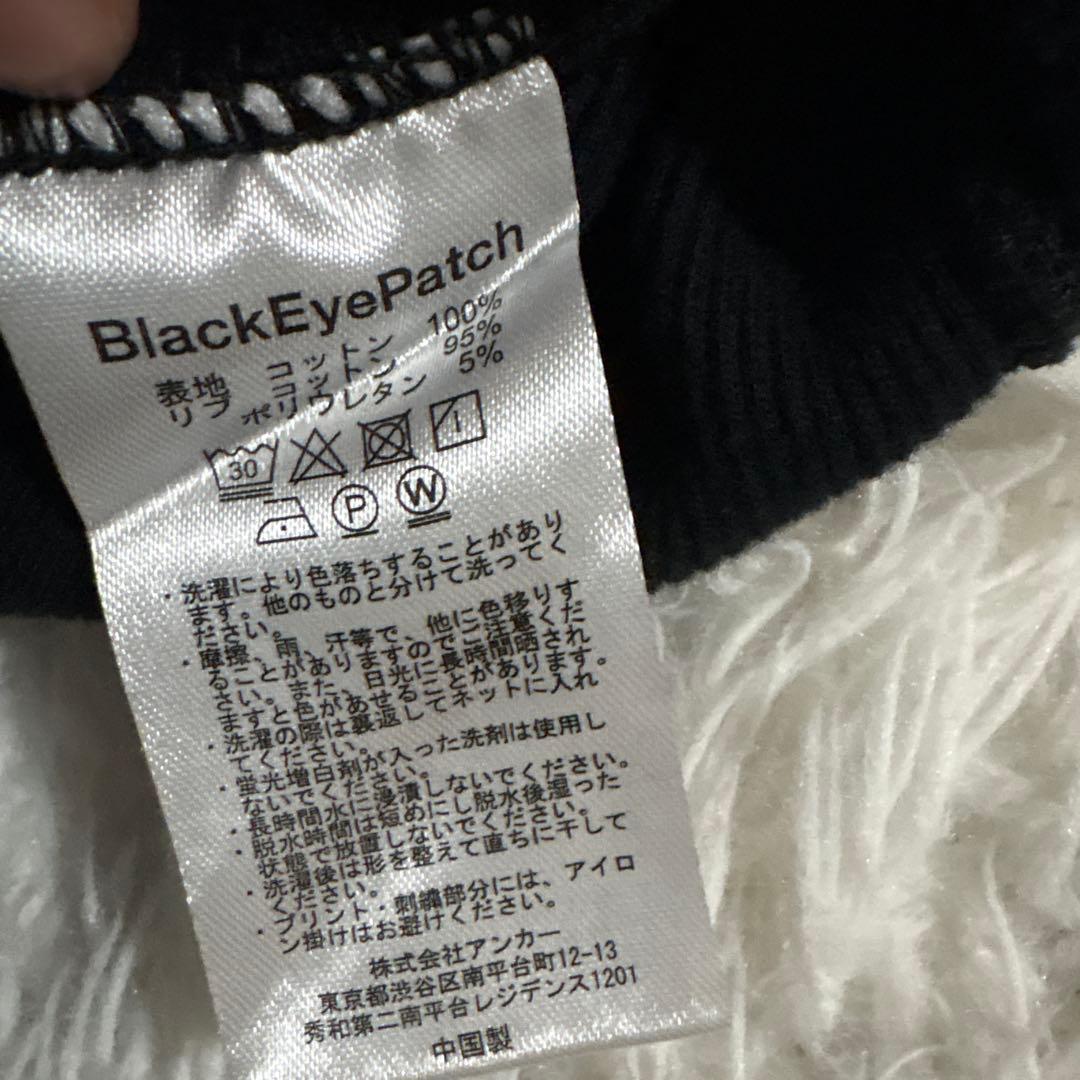 BlackEyePatch
表地 コットン 100%
リブ コットン 95%
ポリウレタン 5%
30
P W
・洗濯により色落ちすることがあり
ます。他のものと分けて洗ってく
ださい。
・摩擦、雨、汗等で、他に色移りす
ることがありますのでご注意くだ
さい。また、日光に長時間晒され
ますと色があせることがあります。
・洗濯の際は裏返してネットに入れ
てください。
・蛍光増白剤が入った洗剤は使用し
ないでください。
・長時間水に浸漬しないでください。
・脱水時間は短めにし脱水後湿った
状態で放置しないでください。
・洗濯後は形を整えて直ちに干して
ください。
・プリント・刺繍部分には、アイロ
ン掛けはお避けください。
株式会社アンカー
東京都渋谷区南平台町12-13
秀和第二南平台レジデンス1201
中国製